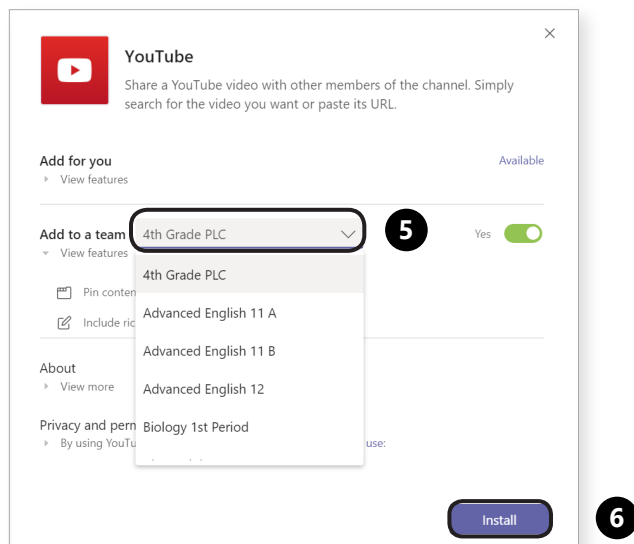 YouTube
Share a YouTube video with other members of the channel. Simply
search for the video you want or paste its URL.
Add for you Available
View features
Add to a team 4th Grade PLC 5 Yes
View features
4th Grade PLC
Pin conten
Advanced English 11 A
Include ric
Advanced English 11 B
About
Advanced English 12
View more
Privacy and perm
Biology 1st Period
By using YouTu use:
Install 6